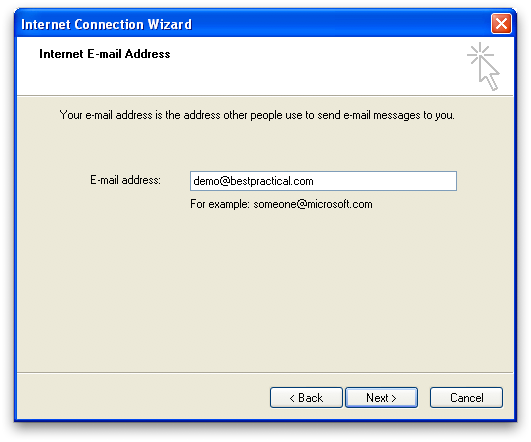 Internet Connection Wizard
Internet E-mail Address
Your e-mail address is the address other people use to send e-mail messages to you.
E-mail address: demo@bestpractical.com
For example: someone@microsoft.com
< Back Next > Cancel